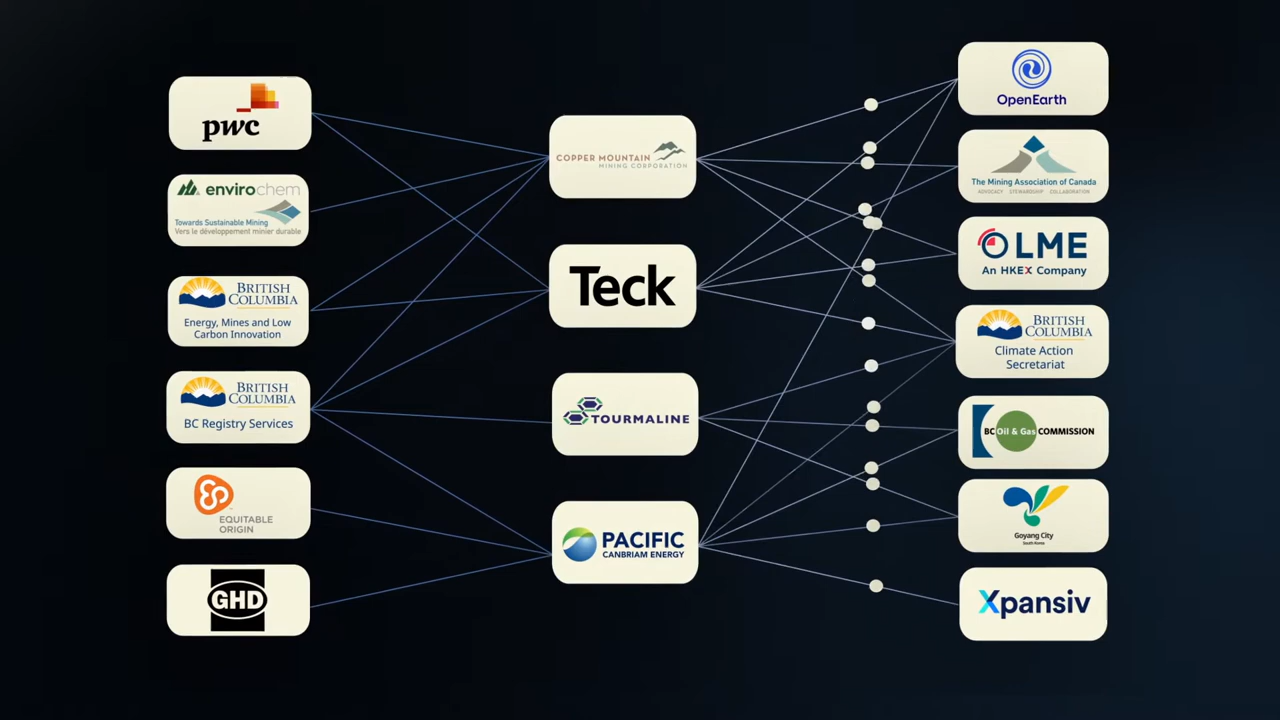 pwc
envirochem
Towards Sustainable Mining
Vers le développement minier durable
BRITISH
COLUMBIA
Energy, Mines and Low
Carbon Innovation
BRITISH
COLUMBIA
BC Registry Services
EQUITABLE
ORIGIN
GHD
COPPER MOUNTAIN
MINING CORPORATION
Teck
TOURMALINE
PACIFIC
CANBRIAM ENERGY
OpenEarth
The Mining Association of Canada
ADVOCACY STEWARDSHIP COLLABORATION
LME
An HKEX Company
BRITISH
COLUMBIA
Climate Action
Secretariat
BC Oil & Gas COMMISSION
Goyang City
South Korea
Xpansiv